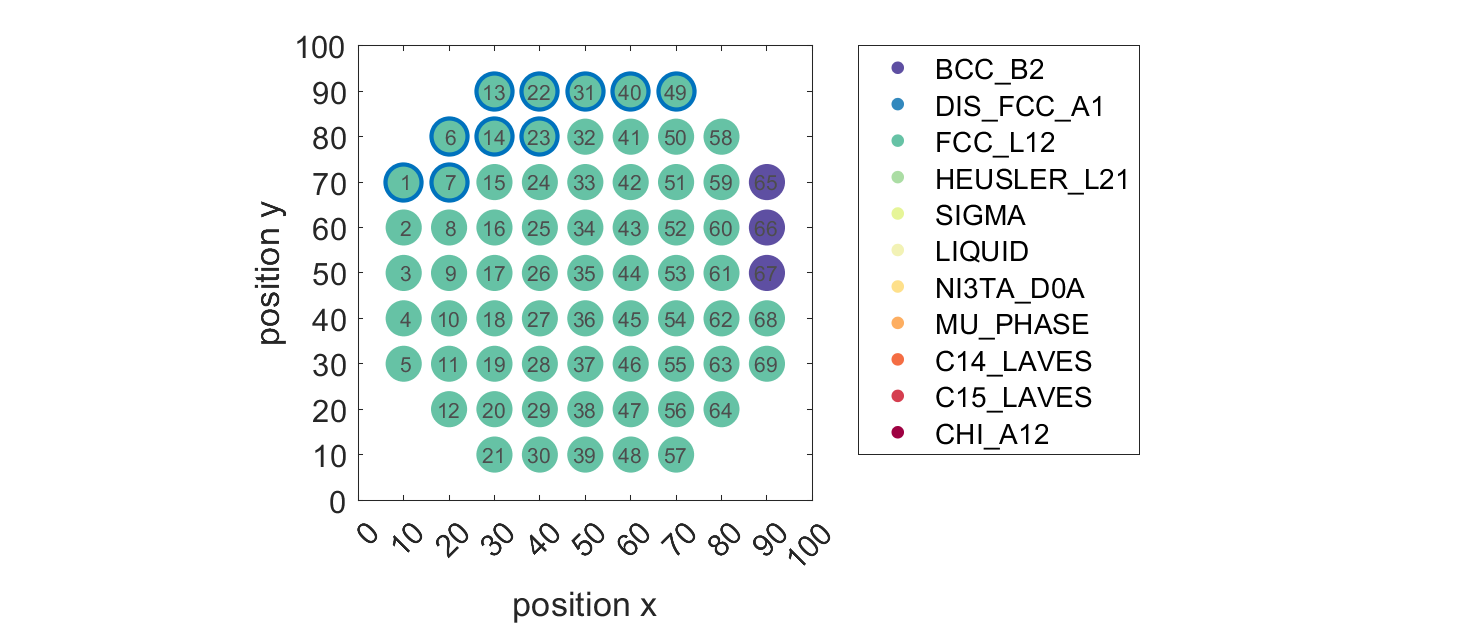 100
90
80
70
60
50
40
30
20
10
0
position y
13 22 31 40 49
6 14 23 32 41 50 58
1 7 15 24 33 42 51 59 65
2 8 16 25 34 43 52 60 66
3 9 17 26 35 44 53 61 67
4 10 18 27 36 45 54 62 68
5 11 19 28 37 46 55 63 69
12 20 29 38 47 56 64
21 30 39 48 57
0 10 20 30 40 50 60 70 80 90 100
position x
BCC_B2
DIS_FCC_A1
FCC_L12
HEUSLER_L21
SIGMA
LIQUID
NI3TA_D0A
MU_PHASE
C14_LAVES
C15_LAVES
CHI_A12